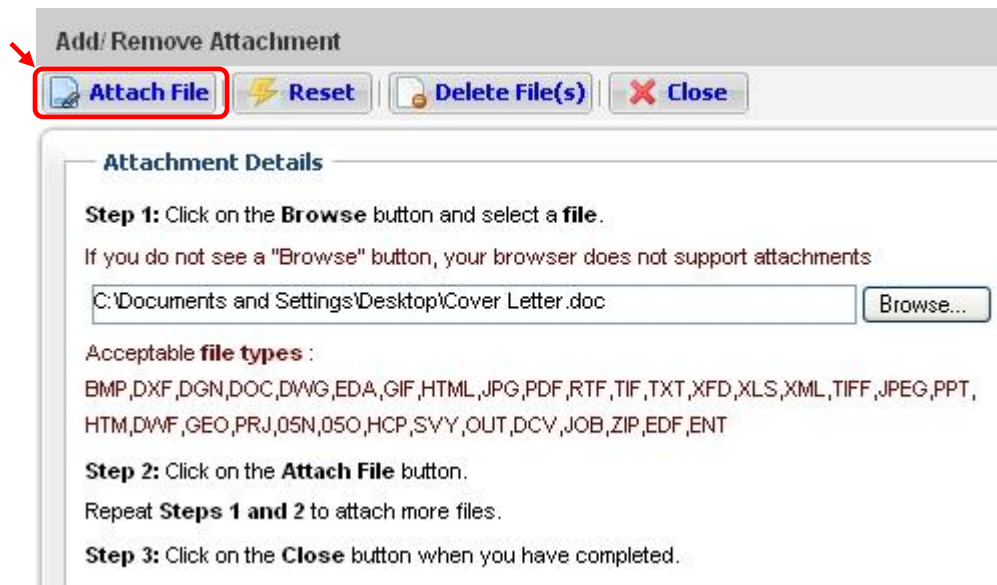 Add/ Remove Attachment
Attach File Reset Delete File(s) Close
Attachment Details
Step 1: Click on the Browse button and select a file.
If you do not see a "Browse" button, your browser does not support attachments
C:\Documents and Settings\Desktop\Cover Letter.doc Browse...
Acceptable file types :
BMP,DXF,DGN,DOC,DWG,EDA,GIF,HTML,JPG,PDF,RTF,TIF,TXT,XFD,XLS,XML,TIFF,JPEG,PPT,
HTM,DWF,GEO,PRJ,05N,05O,HCP,SVY,OUT,DCV,JOB,ZIP,EDF,ENT
Step 2: Click on the Attach File button.
Repeat Steps 1 and 2 to attach more files.
Step 3: Click on the Close button when you have completed.